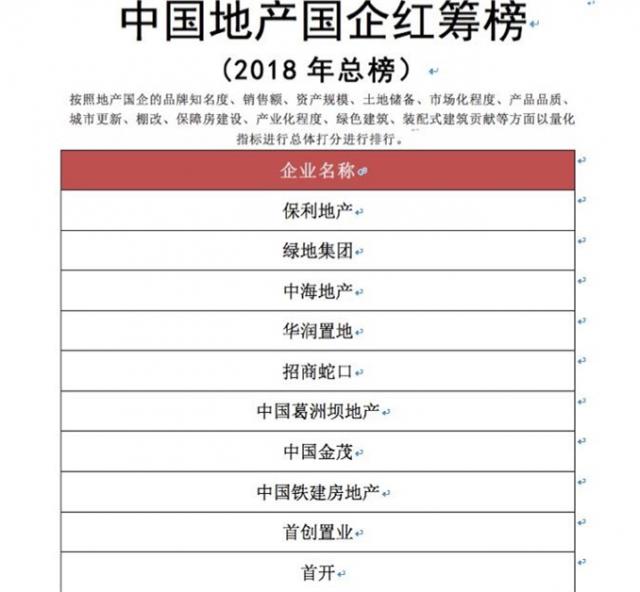 中国地产国企红筹榜
（2018 年总榜）
按照地产国企的品牌知名度、销售额、资产规模、土地储备、市场化程度、产品品质、
城市更新、棚改、保障房建设、产业化程度、绿色建筑、装配式建筑贡献等方面以量化
指标进行总体打分进行排行。
企业名称
保利地产
绿地集团
中海地产
华润置地
招商蛇口
中国葛洲坝地产
中国金茂
中国铁建房地产
首创置业
首开